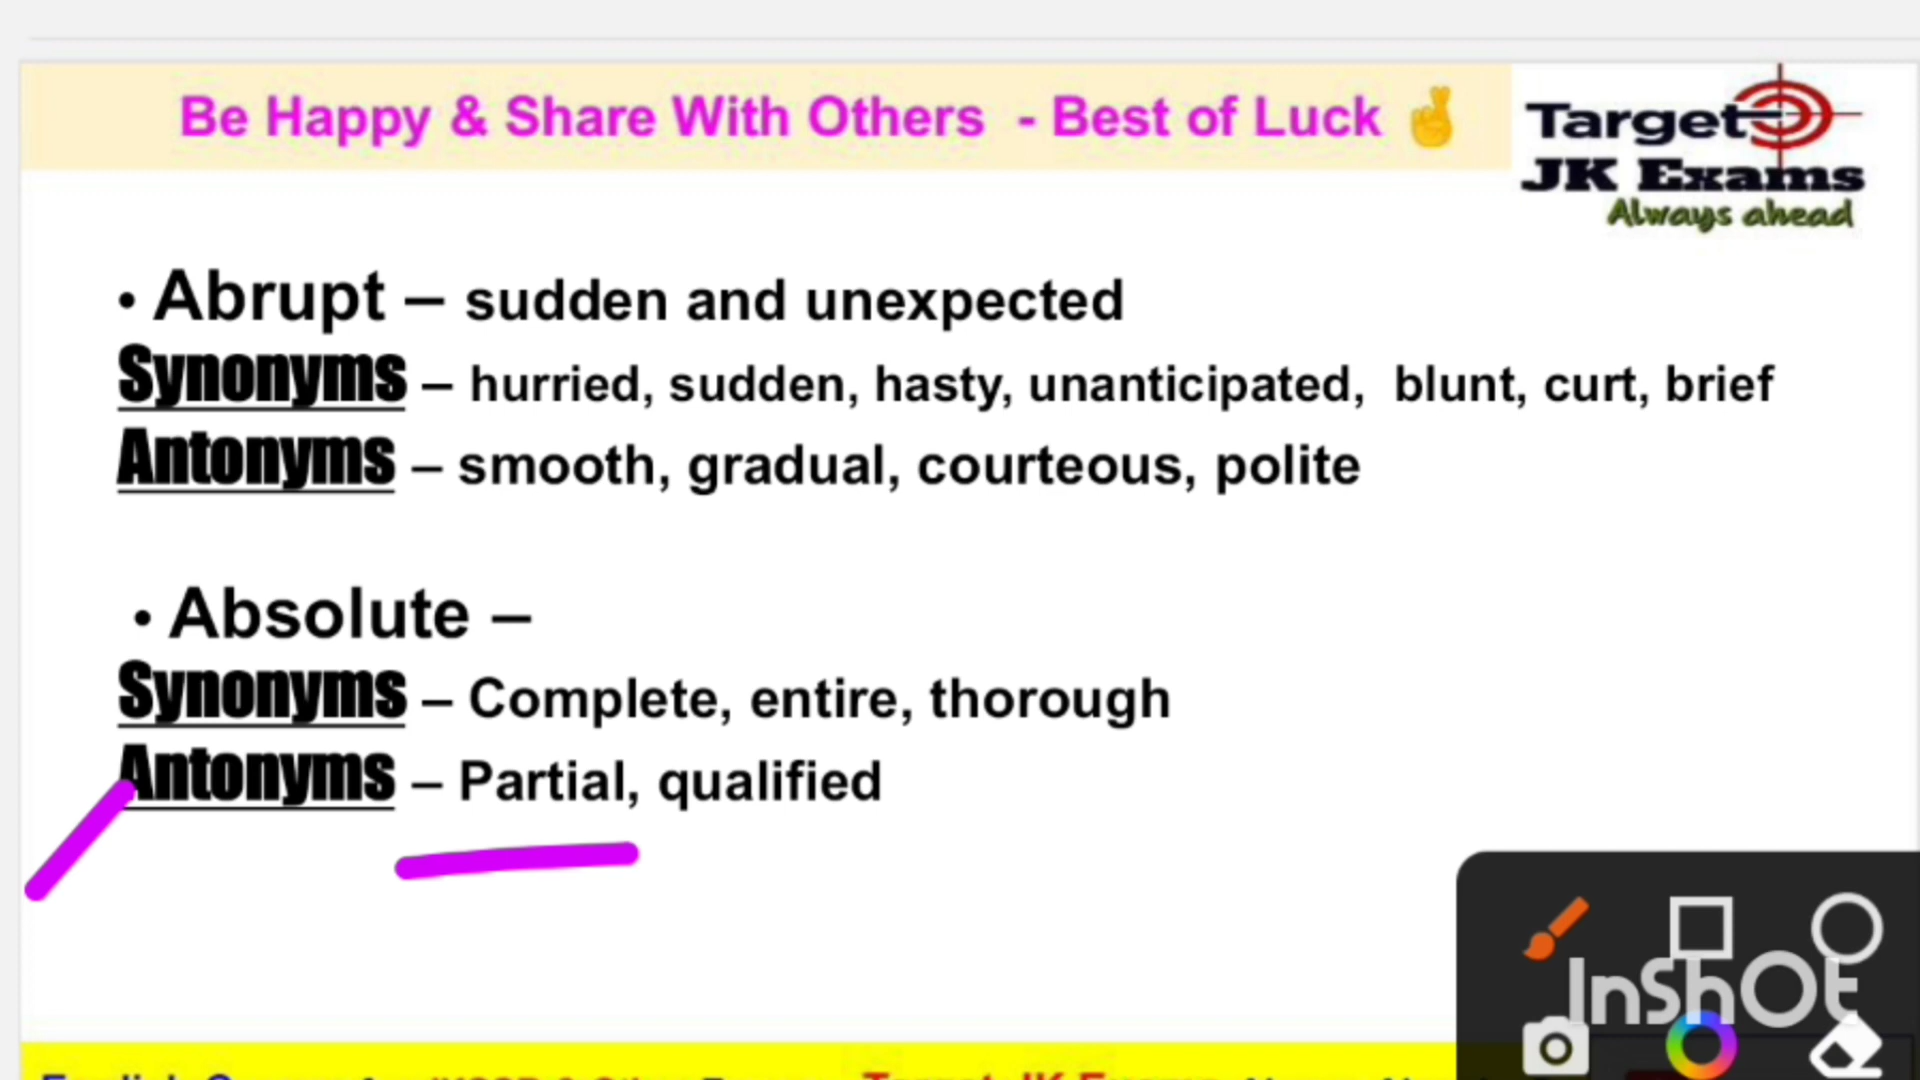 Be Happy & Share With Others - Best of Luck ✌
Target
JK Exams
Always ahead
• Abrupt – sudden and unexpected
Synonyms – hurried, sudden, hasty, unanticipated, blunt, curt, brief
Antonyms – smooth, gradual, courteous, polite
• Absolute –
Synonyms – Complete, entire, thorough
Antonyms – Partial, qualified
InShOt